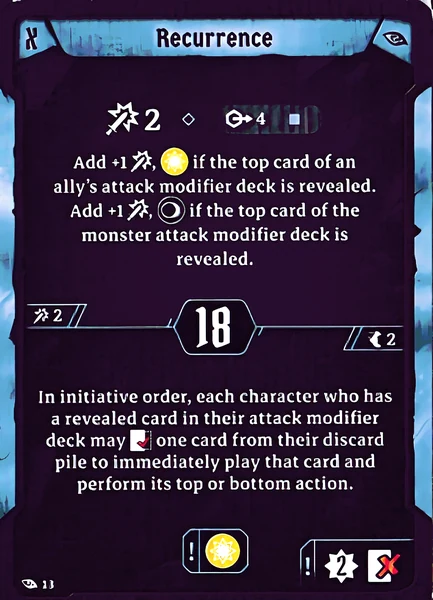 X
Recurrence
2 4
Add +1 , if the top card of an
ally's attack modifier deck is revealed.
Add +1 , if the top card of the
monster attack modifier deck is
revealed.
2
18
2
In initiative order, each character who has
a revealed card in their attack modifier
deck may one card from their discard
pile to immediately play that card and
perform its top or bottom action.
! ! 2
13